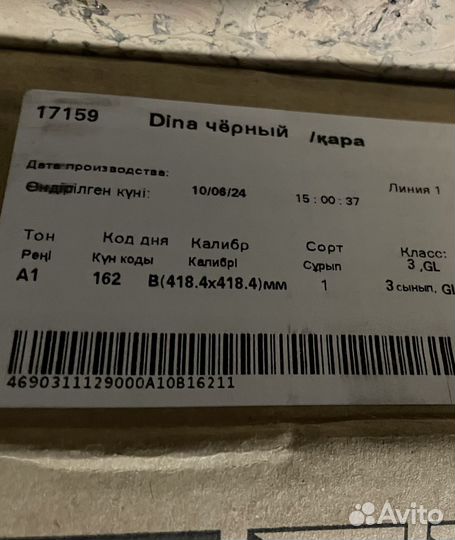 17159 Dina чёрный /қара
Дата производства:
Өндірілген күні: 10/06/24 15:00:37 Линия 1
Тон Код дня Калибр Сорт Класс:
Реңі Күн коды Калибрі Сұрып 3 ,GL
A1 162 B(418.4x418.4)мм 1 3 сынып, GL
4690311129000A10B16211
Avito